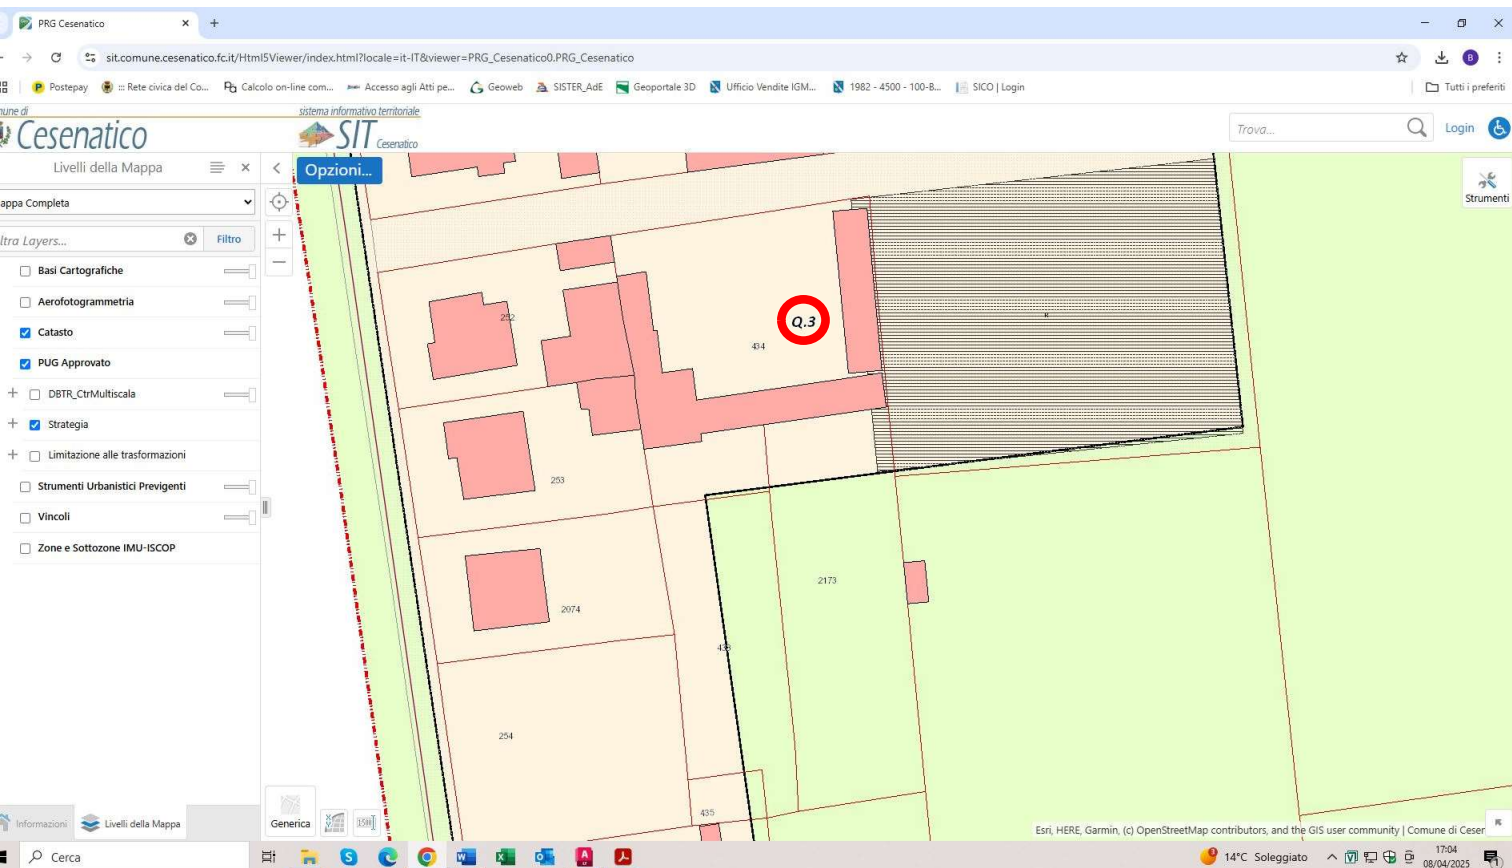 PRG Cesenatico
sit.comune.cesenatico.fc.it/Html5Viewer/index.html?locale=it-IT&viewer=PRG_Cesenatico0.PRG_Cesenatico
B
Postepay
::: Rete civica del Co...
Calcolo on-line com...
Accesso agli Atti pe...
Geoweb
SISTER_AdE
Geoportale 3D
Ufficio Vendite IGM...
1982 - 4500 - 100-B...
SICO | Login
Tutti i preferiti
mune di
Cesenatico
sistema informativo territoriale
SIT Cesenatico
Trova...
Login
Livelli della Mappa
Opzioni...
Strumenti
appa Completa
ltra Layers...
Filtro
Basi Cartografiche
Aerofotogrammetria
Catasto
PUG Approvato
DBTR_CtrMultiscala
Strategia
Limitazione alle trasformazioni
Strumenti Urbanistici Previgenti
Vincoli
Zone e Sottozone IMU-ISCOP
252
Q.3
434
253
2173
2074
433
254
435
Informazioni
Livelli della Mappa
Generica
Esri, HERE, Garmin, (c) OpenStreetMap contributors, and the GIS user community | Comune di Ceser
Cerca
14°C Soleggiato
17:04
08/04/2025